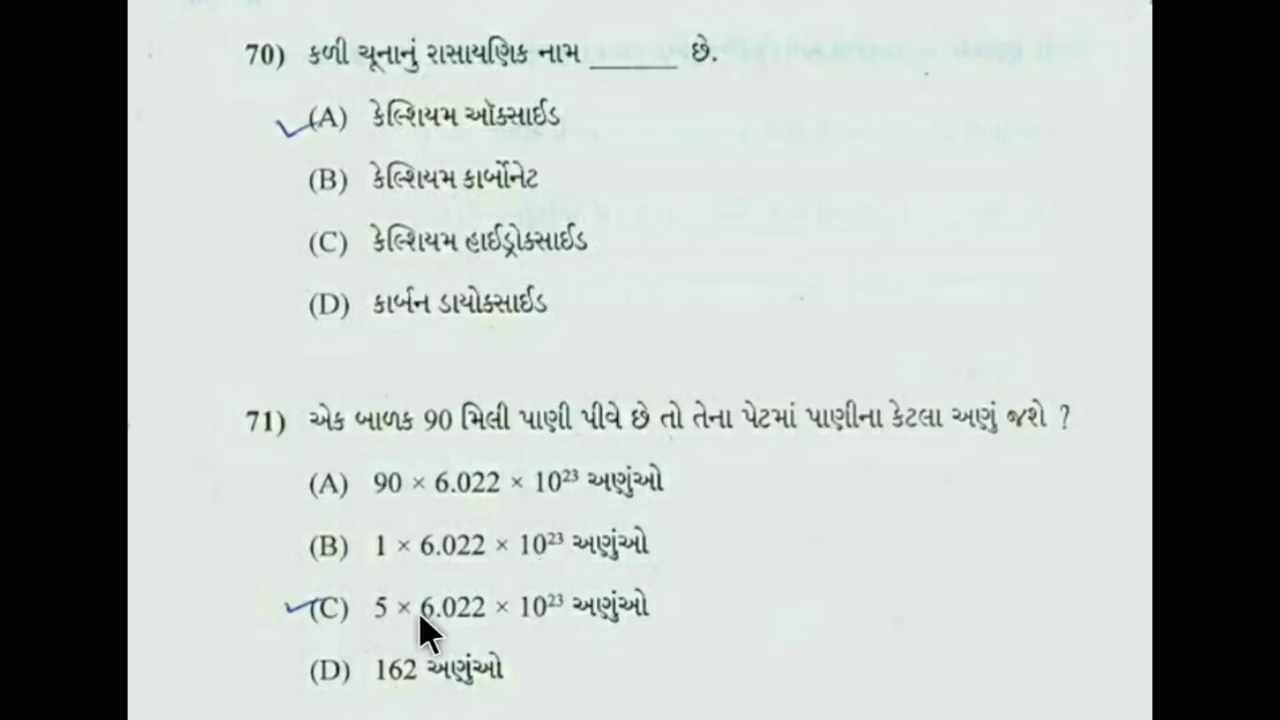 70) કળી ચૂનાનું રાસાયણિક નામ ______ છે.
(A) કેલ્શિયમ ઑક્સાઈડ
(B) કેલ્શિયમ કાર્બોનેટ
(C) કેલ્શિયમ હાઈડ્રોક્સાઈડ
(D) કાર્બન ડાયોક્સાઈડ
71) એક બાળક 90 મિલી પાણી પીવે છે તો તેના પેટમાં પાણીના કેટલા અણું જશે ?
(A) 90 × 6.022 × 10²³ અણુંઓ
(B) 1 × 6.022 × 10²³ અણુંઓ
(C) 5 × 6.022 × 10²³ અણુંઓ
(D) 162 અણુંઓ